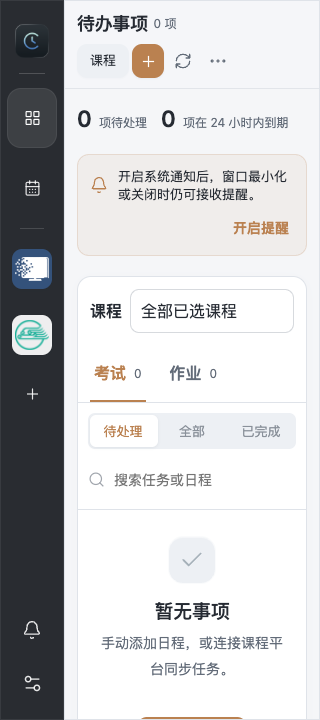 待办事项 0 项
课程
0 项待处理 0 项在 24 小时内到期
开启系统通知后，窗口最小化
或关闭时仍可接收提醒。
开启提醒
课程 全部已选课程
考试 0 作业 0
待处理 全部 已完成
搜索任务或日程
暂无事项
手动添加日程，或连接课程平
台同步任务。